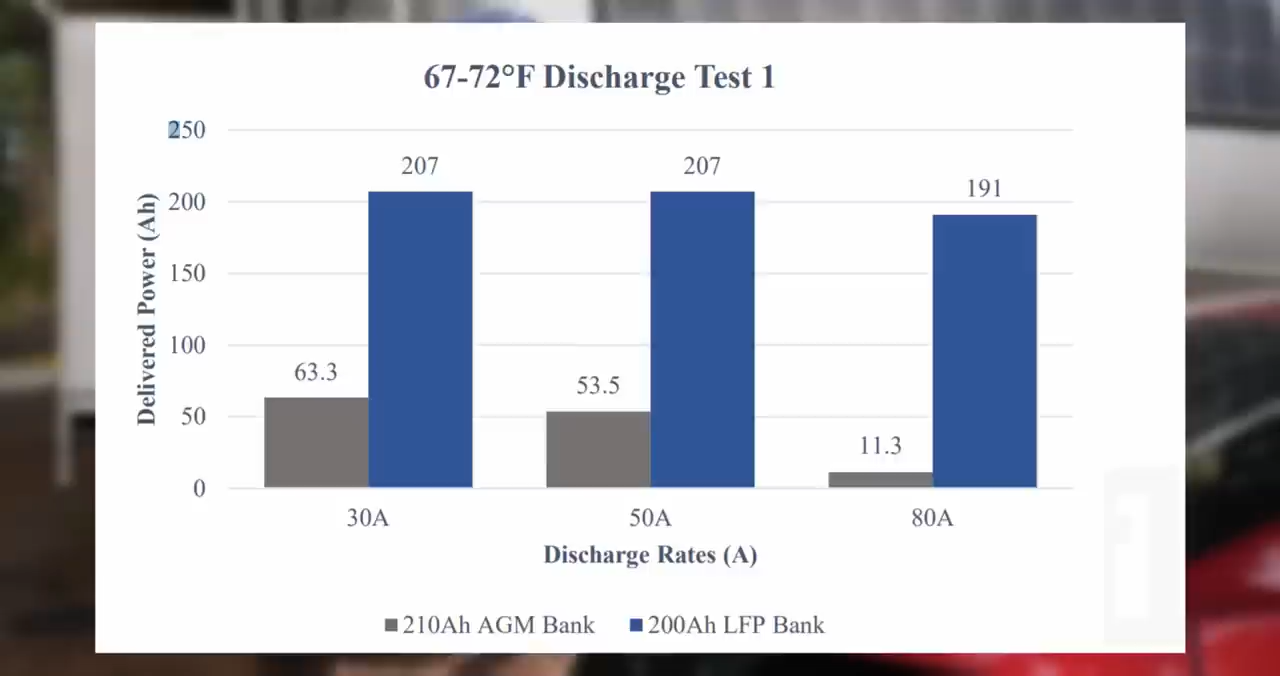 67-72°F Discharge Test 1
250
200
150
100
50
0
Delivered Power (Ah)
207
207
191
63.3
53.5
11.3
30A 50A 80A
Discharge Rates (A)
210Ah AGM Bank 200Ah LFP Bank